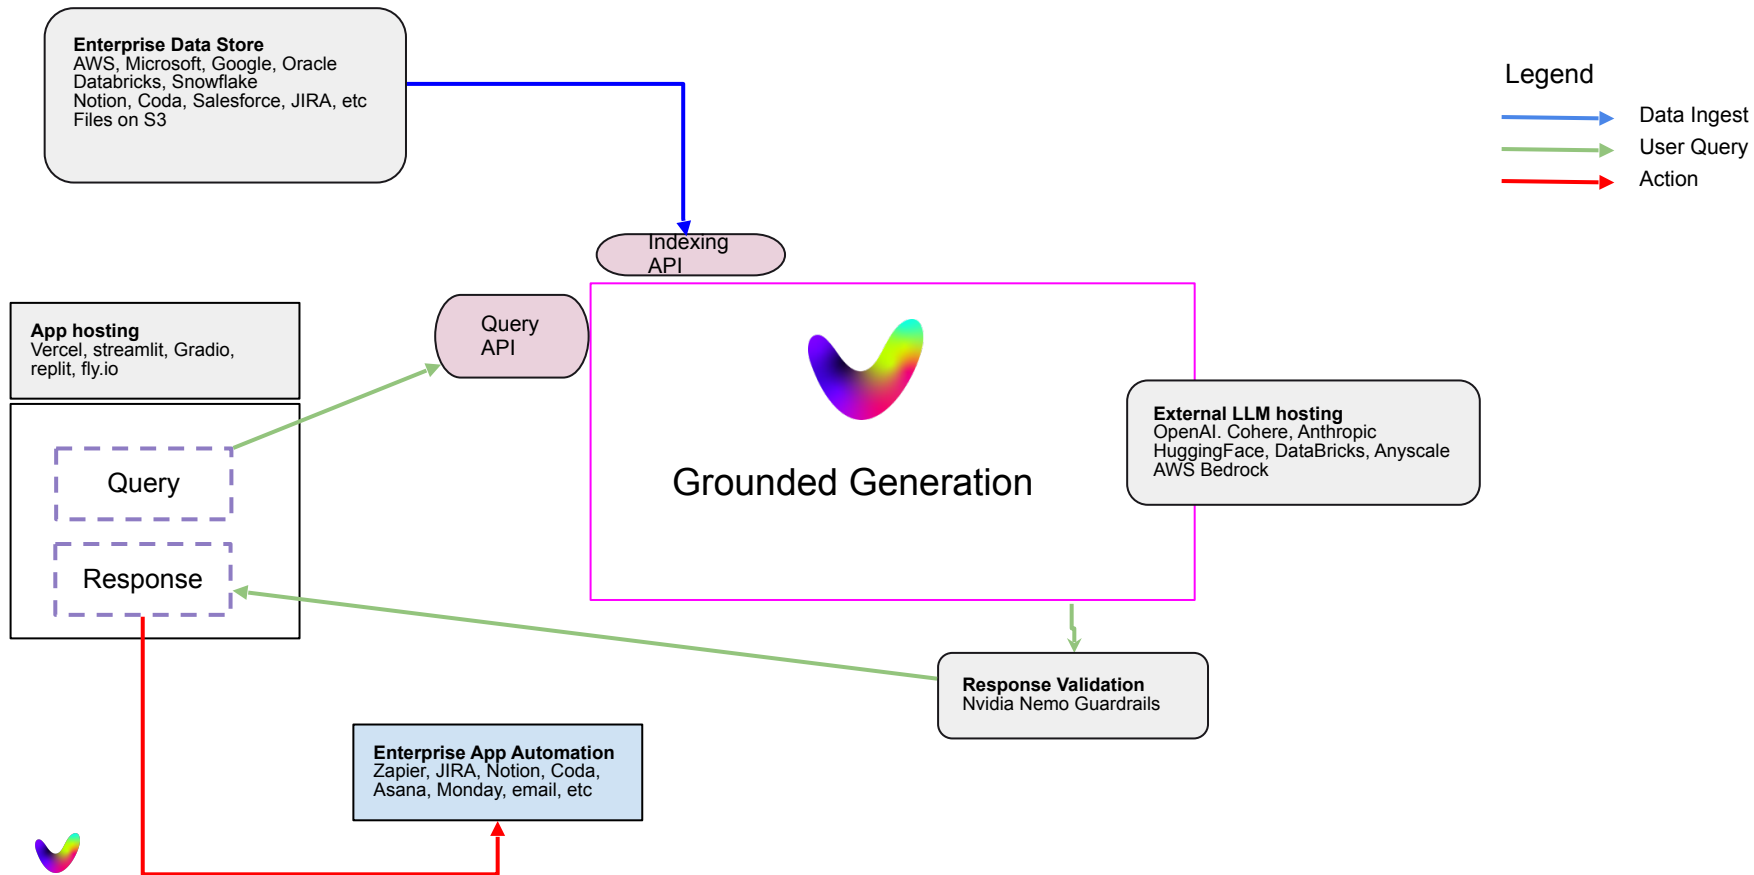 Enterprise Data Store
AWS, Microsoft, Google, Oracle
Databricks, Snowflake
Notion, Coda, Salesforce, JIRA, etc
Files on S3
Legend
Data Ingest
User Query
Action
Indexing
API
Query
API
App hosting
Vercel, streamlit, Gradio,
replit, fly.io
Query
Response
Grounded Generation
External LLM hosting
OpenAI. Cohere, Anthropic
HuggingFace, DataBricks, Anyscale
AWS Bedrock
Response Validation
Nvidia Nemo Guardrails
Enterprise App Automation
Zapier, JIRA, Notion, Coda,
Asana, Monday, email, etc